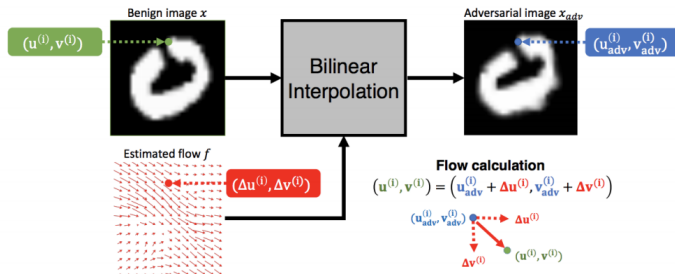 Benign image x
Adversarial image x_adv
(u^(i), v^(i))
(u_adv^(i), v_adv^(i))
Bilinear
Interpolation
Estimated flow f
(Δu^(i), Δv^(i))
Flow calculation
(u^(i), v^(i)) = (u_adv^(i) + Δu^(i), v_adv^(i) + Δv^(i))
(u_adv^(i), v_adv^(i))
Δu^(i)
Δv^(i)
(u^(i), v^(i))